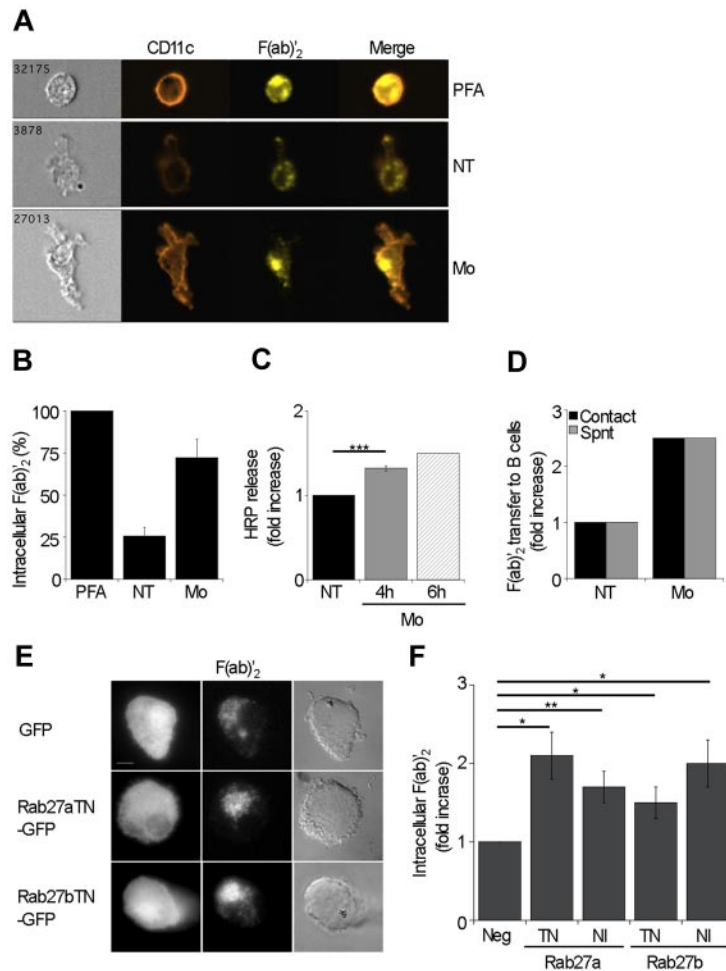 A
CD11c F(ab)'₂ Merge
32175
PFA
3878
NT
27013
Mo
B
Intracellular F(ab)'₂ (%)
100
75
50
25
0
PFA NT Mo
C
HRP release
(fold increase)
2
1
0
***
NT 4h 6h
Mo
D
F(ab)'₂ transfer to B cells
(fold increase)
3
2
1
0
Contact
Spnt
NT Mo
E
F(ab)'₂
GFP
Rab27aTN
-GFP
Rab27bTN
-GFP
F
Intracellular F(ab)'₂
(fold incrase)
3
2
1
0
*
*
**
*
Neg TN NI TN NI
Rab27a Rab27b